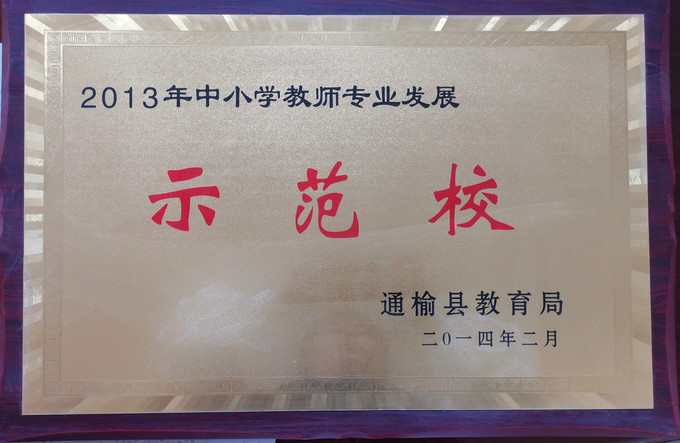 2013年中小学教师专业发展
示范校
通榆县教育局
二〇一四年二月